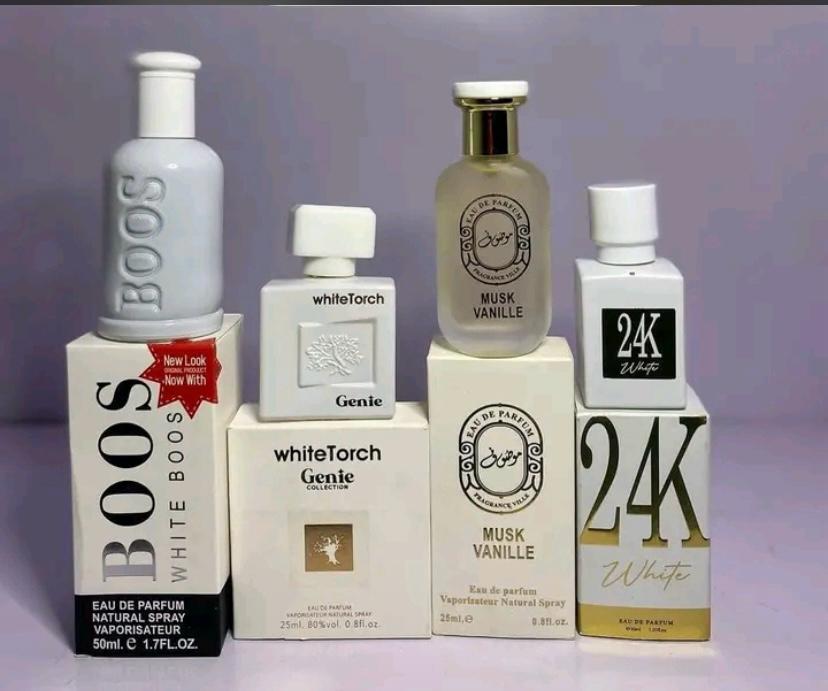 BOOS
New Look
ORIGINAL PRODUCT
Now With
BOOS
WHITE BOOS
EAU DE PARFUM
NATURAL SPRAY
VAPORISATEUR
50ml. e 1.7FL.OZ.
whiteTorch
Genie
whiteTorch
Genie
COLLECTION
EAU DE PARFUM
VAPORISATEUR NATURAL SPRAY
25ml. 80%vol. 0.8fl.oz.
EAU DE PARFUM
FRAGRANCE VILLE
MUSK
VANILLE
EAU DE PARFUM
FRAGRANCE VILLE
MUSK
VANILLE
Eau de parfum
Vaporisateur Natural Spray
25ml.e 0.8fl.oz.
24K
White
24K
White
EAU DE PARFUM